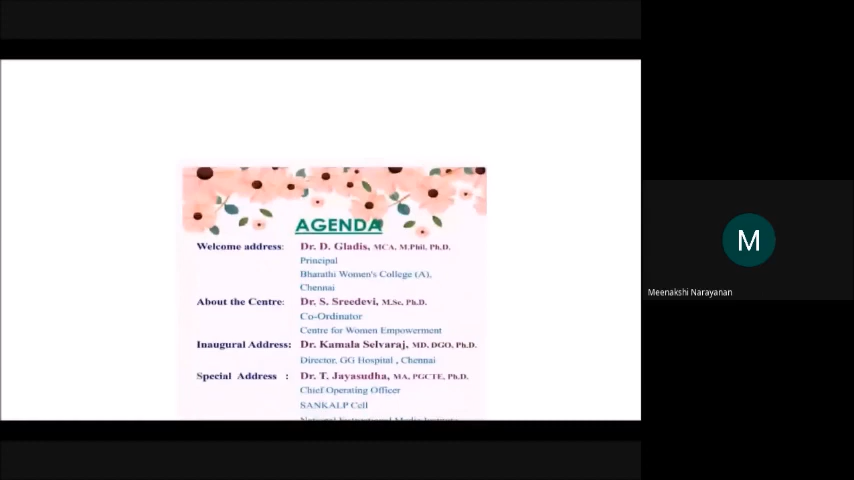 AGENDA
Welcome address: Dr. D. Gladis, MCA, M.Phil, Ph.D.
Principal
Bharathi Women's College (A),
Chennai
About the Centre: Dr. S. Sreedevi, M.Sc, Ph.D.
Co-Ordinator
Centre for Women Empowerment
Inaugural Address: Dr. Kamala Selvaraj, MD, DGO, Ph.D.
Director, GG Hospital , Chennai
Special Address : Dr. T. Jayasudha, MA, PGCTE, Ph.D.
Chief Operating Officer
SANKALP Cell
M
Meenakshi Narayanan